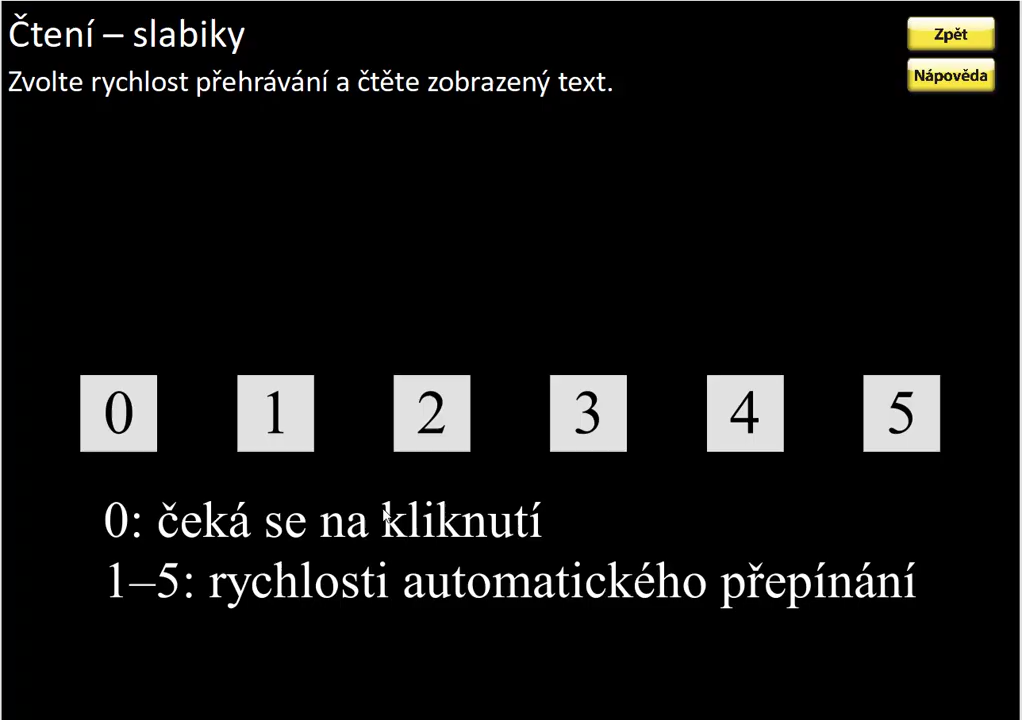 Čtení – slabiky
Zpět
Zvolte rychlost přehrávání a čtěte zobrazený text.
Nápověda
0 1 2 3 4 5
0: čeká se na kliknutí
1–5: rychlosti automatického přepínání